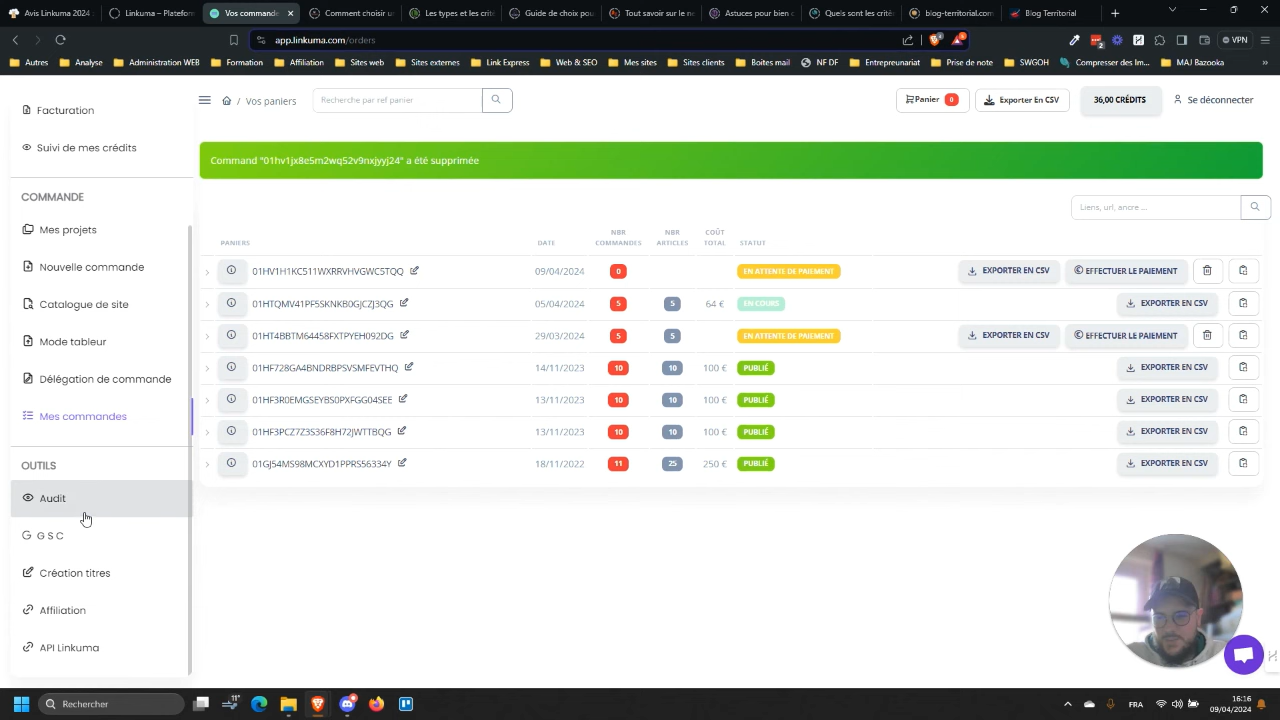 Avis Linkuma 2024
Linkuma – Platefor
Vos commande
Comment choisir u
Les types et les crit
Guide de choix pou
Tout savoir sur le n
Astuces pour bien
Quels sont les critè
blog-territorial.com
Blog Territorial
app.linkuma.com/orders
VPN
Autres
Analyse
Administration WEB
Formation
Affiliation
Sites web
Sites externes
Link Express
Web & SEO
Mes sites
Sites clients
Boites mail
NF DF
Entrepreunariat
Prise de note
SWGOH
Compresser des Im...
MAJ Bazooka
Facturation
Suivi de mes crédits
COMMANDE
Mes projets
Nouvelle commande
Catalogue de site
Mode tableur
Délégation de commande
Mes commandes
OUTILS
Audit
G S C
Création titres
Affiliation
API Linkuma
/ Vos paniers
Recherche par ref panier
Panier 0
Exporter En CSV
36,00 CRÉDITS
Se déconnecter
Command "01hv1jx8e5m2wq52v9nxjyyj24" a été supprimée
Liens, url, ancre ...
PANIERS DATE NBR COMMANDES NBR ARTICLES COÛT TOTAL STATUT
01HV1H1KC511WXRRVHVGWC5TQQ 09/04/2024 0 EN ATTENTE DE PAIEMENT EXPORTER EN CSV EFFECTUER LE PAIEMENT
01HTQMV41PF5SKNKB0GJCZJ3QG 05/04/2024 5 5 64 € EN COURS EXPORTER EN CSV
01HT4BBTM64458FXTPYEH092DG 29/03/2024 5 5 EN ATTENTE DE PAIEMENT EXPORTER EN CSV EFFECTUER LE PAIEMENT
01HF728GA4BNDRBPSVSMFEVTHQ 14/11/2023 10 10 100 € PUBLIÉ EXPORTER EN CSV
01HF3R0EMGSEYBS0PXFGG04SEE 13/11/2023 10 10 100 € PUBLIÉ EXPORTER EN CSV
01HF3PCZ7Z3S36F8H72JWTTBQG 13/11/2023 10 10 100 € PUBLIÉ EXPORTER EN CSV
01GJ54MS98MCXYD1PPRS56334Y 18/11/2022 11 25 250 € PUBLIÉ EXPORTER EN CSV
Rechercher
FRA
16:16
09/04/2024